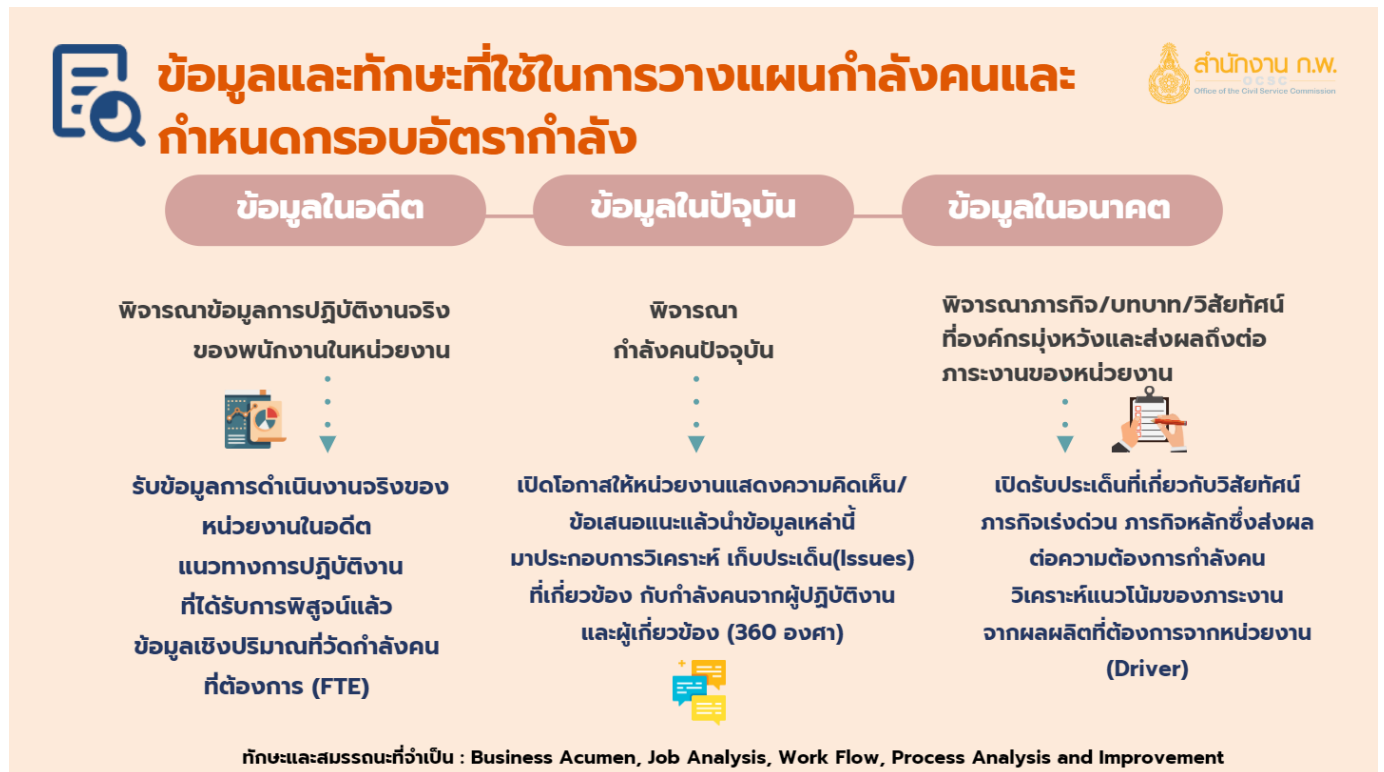 ข้อมูลและทักษะที่ใช้ในการวางแผนกำลังคนและ
กำหนดกรอบอัตรากำลัง
สำนักงาน ก.พ.
OCSC
Office of the Civil Service Commission
ข้อมูลในอดีต
ข้อมูลในปัจุบัน
ข้อมูลในอนาคต
พิจารณาข้อมูลการปฏิบัติงานจริง
ของพนักงานในหน่วยงาน
รับข้อมูลการดำเนินงานจริงของ
หน่วยงานในอดีต
แนวทางการปฏิบัติงาน
ที่ได้รับการพิสูจน์แล้ว
ข้อมูลเชิงปริมาณที่วัดกำลังคน
ที่ต้องการ (FTE)
พิจารณา
กำลังคนปัจจุบัน
เปิดโอกาสให้หน่วยงานแสดงความคิดเห็น/
ข้อเสนอแนะแล้วนำข้อมูลเหล่านี้
มาประกอบการวิเคราะห์ เก็บประเด็น(Issues)
ที่เกี่ยวข้อง กับกำลังคนจากผู้ปฏิบัติงาน
และผู้เกี่ยวข้อง (360 องศา)
พิจารณาภารกิจ/บทบาท/วิสัยทัศน์
ที่องค์กรมุ่งหวังและส่งผลถึงต่อ
ภาระงานของหน่วยงาน
เปิดรับประเด็นที่เกี่ยวกับวิสัยทัศน์
ภารกิจเร่งด่วน ภารกิจหลักซึ่งส่งผล
ต่อความต้องการกำลังคน
วิเคราะห์แนวโน้มของภาระงาน
จากผลผลิตที่ต้องการจากหน่วยงาน
(Driver)
ทักษะและสมรรถนะที่จำเป็น : Business Acumen, Job Analysis, Work Flow, Process Analysis and Improvement